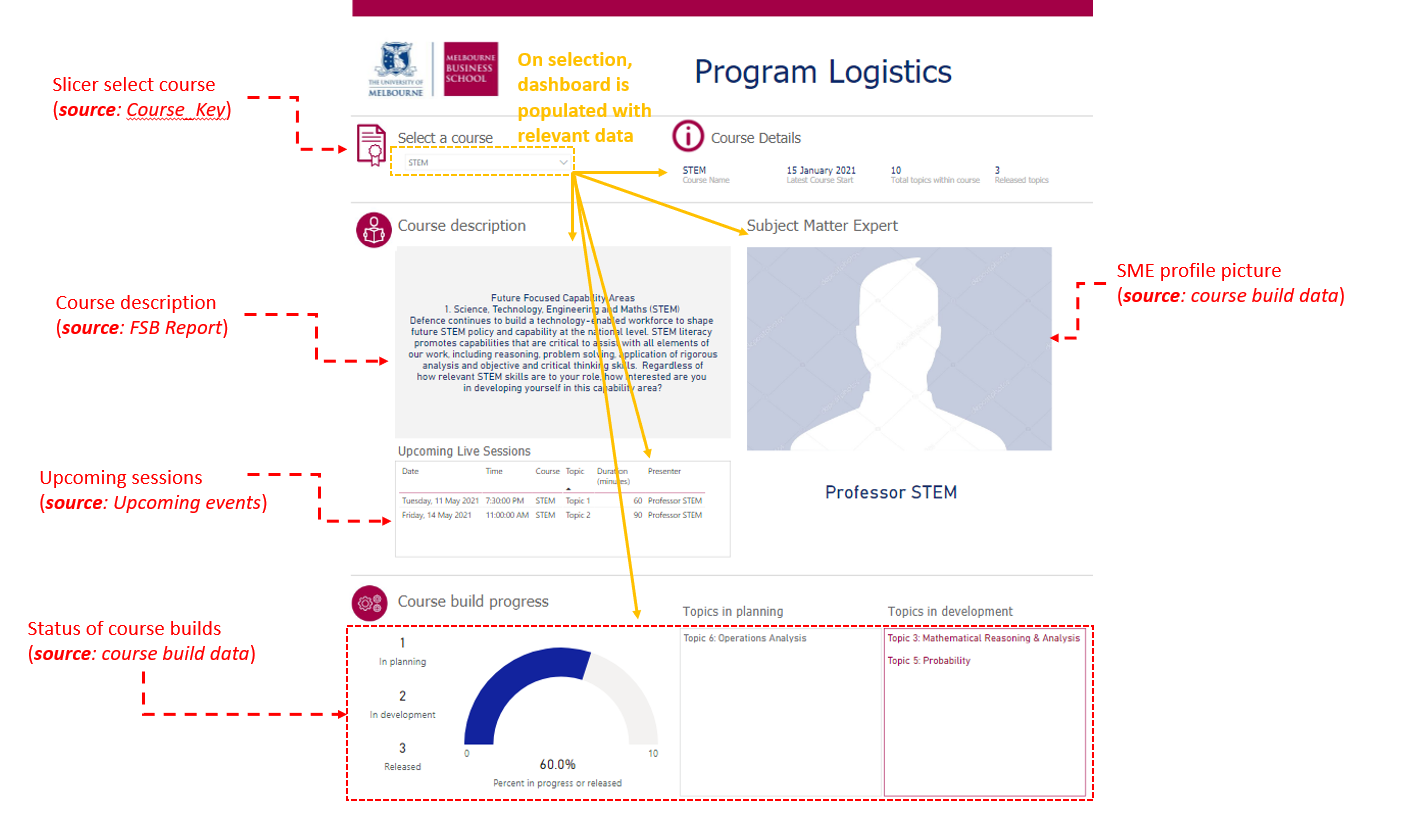 THE UNIVERSITY OF
MELBOURNE
MELBOURNE
BUSINESS
SCHOOL
On selection,
dashboard is
populated with
relevant data
Program Logistics
Slicer select course
(source: Course_Key)
Select a course
STEM
Course Details
STEM
Course Name
15 January 2021
Latest Course Start
10
Total topics within course
3
Released topics
Course description
Subject Matter Expert
Course description
(source: FSB Report)
Future Focused Capability Areas
1. Science, Technology, Engineering and Maths (STEM)
Defence continues to build a technology-enabled workforce to shape
future STEM policy and capability at the national level. STEM literacy
promotes capabilities that are critical to assist with all elements of
our work, including reasoning, problem solving, application of rigorous
analysis and objective and critical thinking skills. Regardless of
how relevant STEM skills are to your role, how interested are you
in developing yourself in this capability area?
SME profile picture
(source: course build data)
Professor STEM
Upcoming sessions
(source: Upcoming events)
Upcoming Live Sessions
Date Time Course Topic Duration (minutes) Presenter
Tuesday, 11 May 2021 7:30:00 PM STEM Topic 1 60 Professor STEM
Friday, 14 May 2021 11:00:00 AM STEM Topic 2 90 Professor STEM
Status of course builds
(source: course build data)
Course build progress
1
In planning
2
In development
3
Released
0
10
60.0%
Percent in progress or released
Topics in planning
Topic 6: Operations Analysis
Topics in development
Topic 3: Mathematical Reasoning & Analysis
Topic 5: Probability